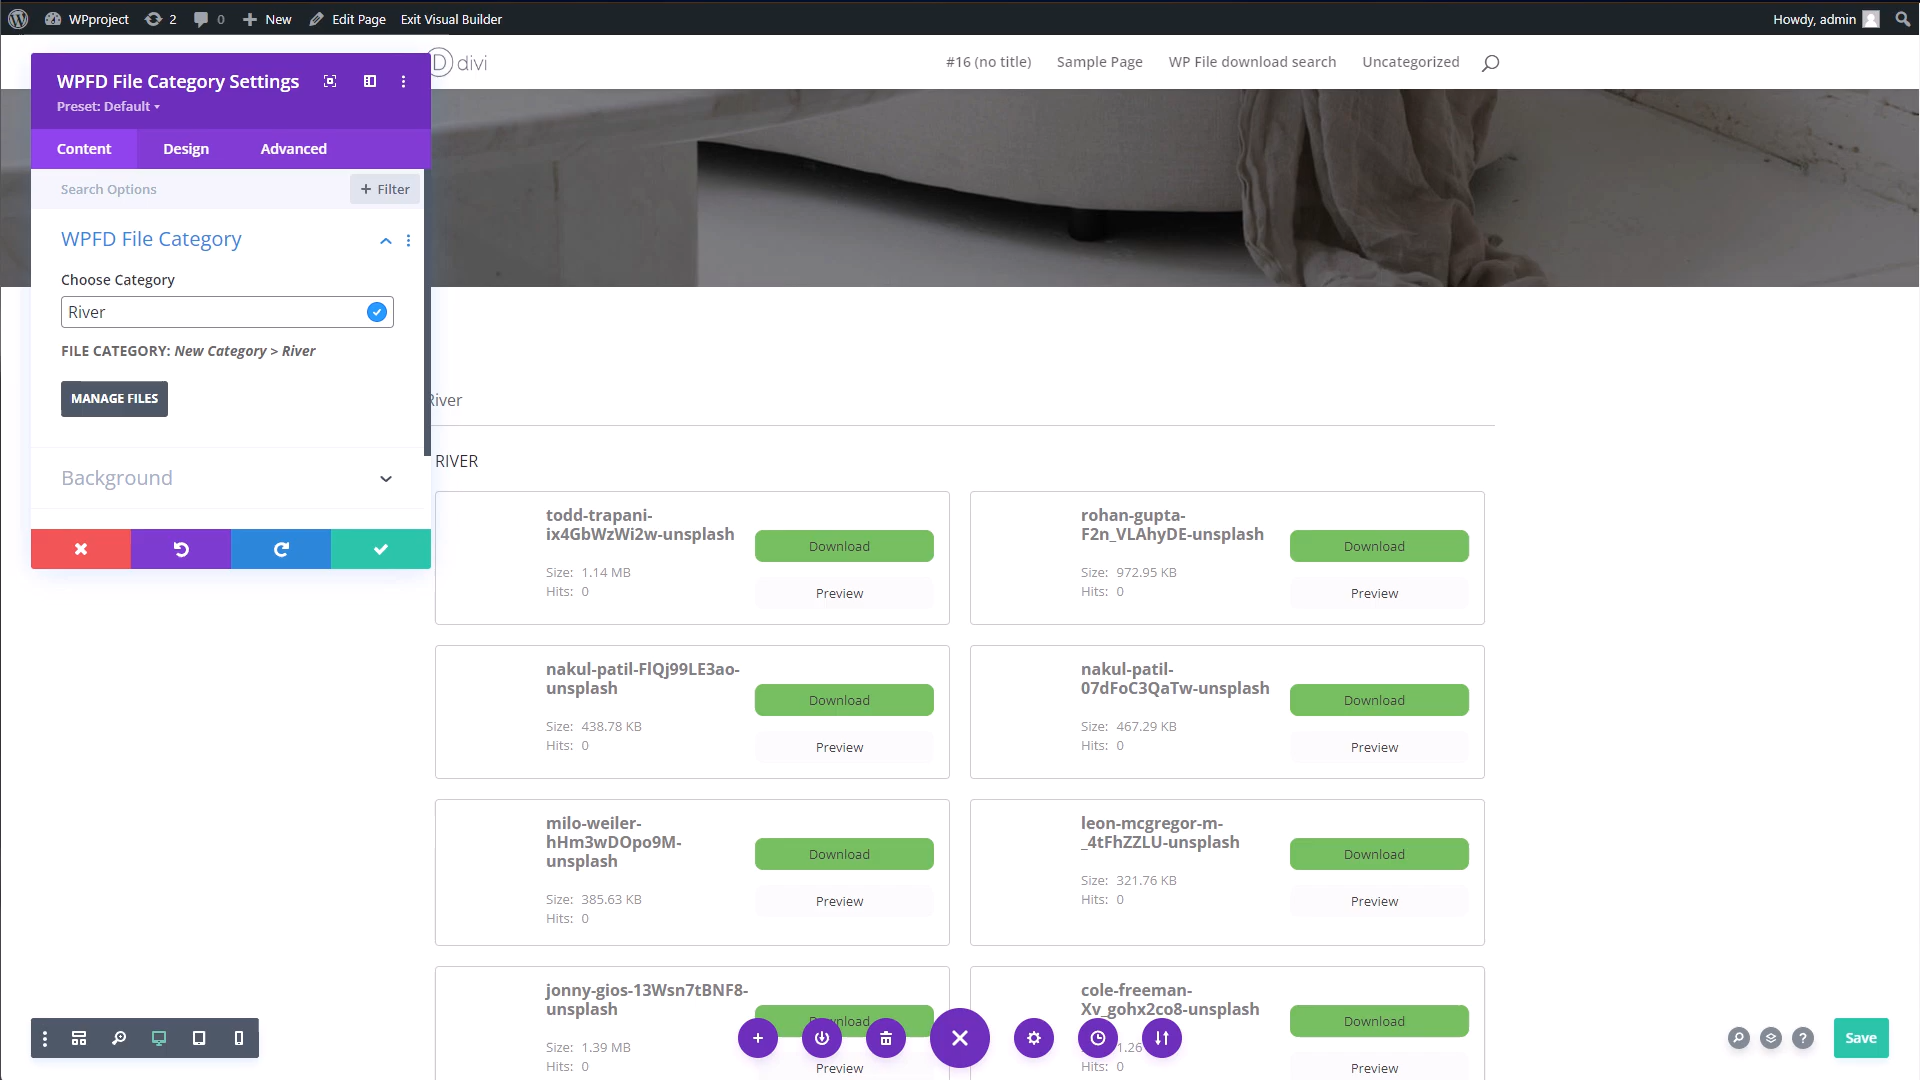 WPproject
2
0
New
Edit Page
Exit Visual Builder
Howdy, admin
WPFD File Category Settings
Preset: Default
D divi
#16 (no title)
Sample Page
WP File download search
Uncategorized
Content
Design
Advanced
Search Options
+ Filter
WPFD File Category
Choose Category
River
FILE CATEGORY: New Category > River
MANAGE FILES
Background
River
RIVER
todd-trapani-
ix4GbWzWi2w-unsplash
Size: 1.14 MB
Hits: 0
Download
Preview
rohan-gupta-
F2n_VLAhyDE-unsplash
Size: 972.95 KB
Hits: 0
Download
Preview
nakul-patil-FlQj99LE3ao-
unsplash
Size: 438.78 KB
Hits: 0
Download
Preview
nakul-patil-
07dFoC3QaTw-unsplash
Size: 467.29 KB
Hits: 0
Download
Preview
milo-weiler-
hHm3wDOpo9M-
unsplash
Size: 385.63 KB
Hits: 0
Download
Preview
leon-mcgregor-m-
_4tFhZZLU-unsplash
Size: 321.76 KB
Hits: 0
Download
Preview
jonny-gios-13Wsn7tBNF8-
unsplash
Size: 1.39 MB
Hits: 0
Download
Preview
cole-freeman-
Xv_gohx2co8-unsplash
1.26
Hits: 0
Download
Preview
?
Save